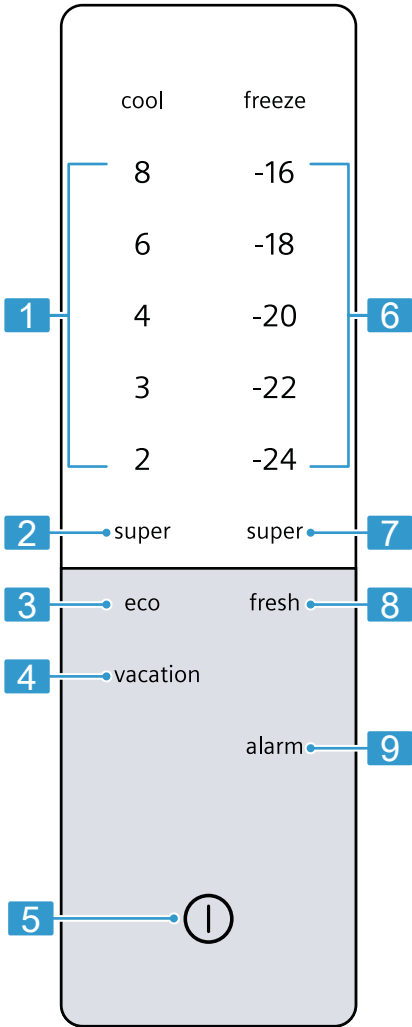 cool freeze
8 -16
6 -18
1 4 -20 6
3 -22
2 -24
2 super super 7
3 eco fresh 8
4 vacation
alarm 9
5